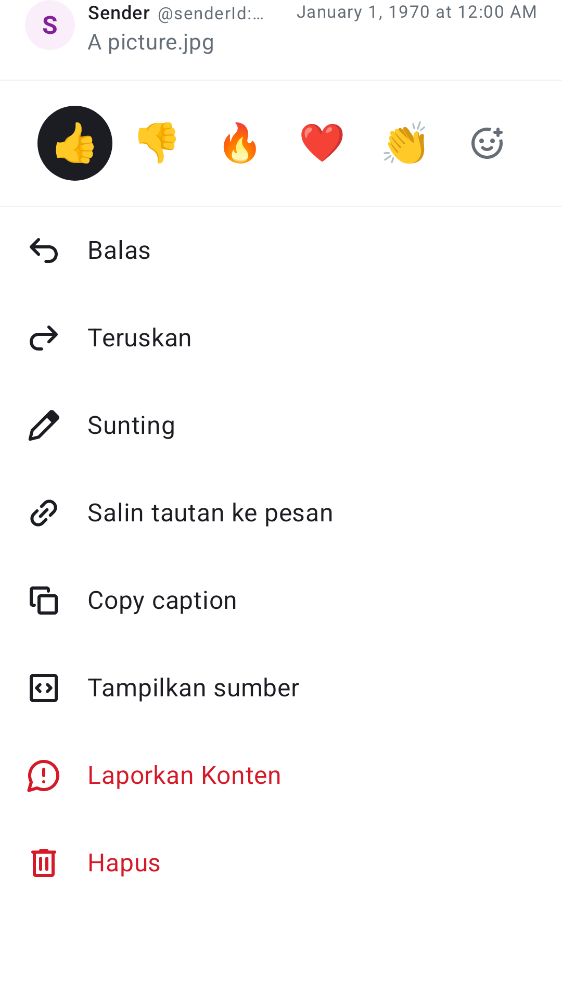 S
Sender @senderId:... January 1, 1970 at 12:00 AM
A picture.jpg
Balas
Teruskan
Sunting
Salin tautan ke pesan
Copy caption
Tampilkan sumber
Laporkan Konten
Hapus